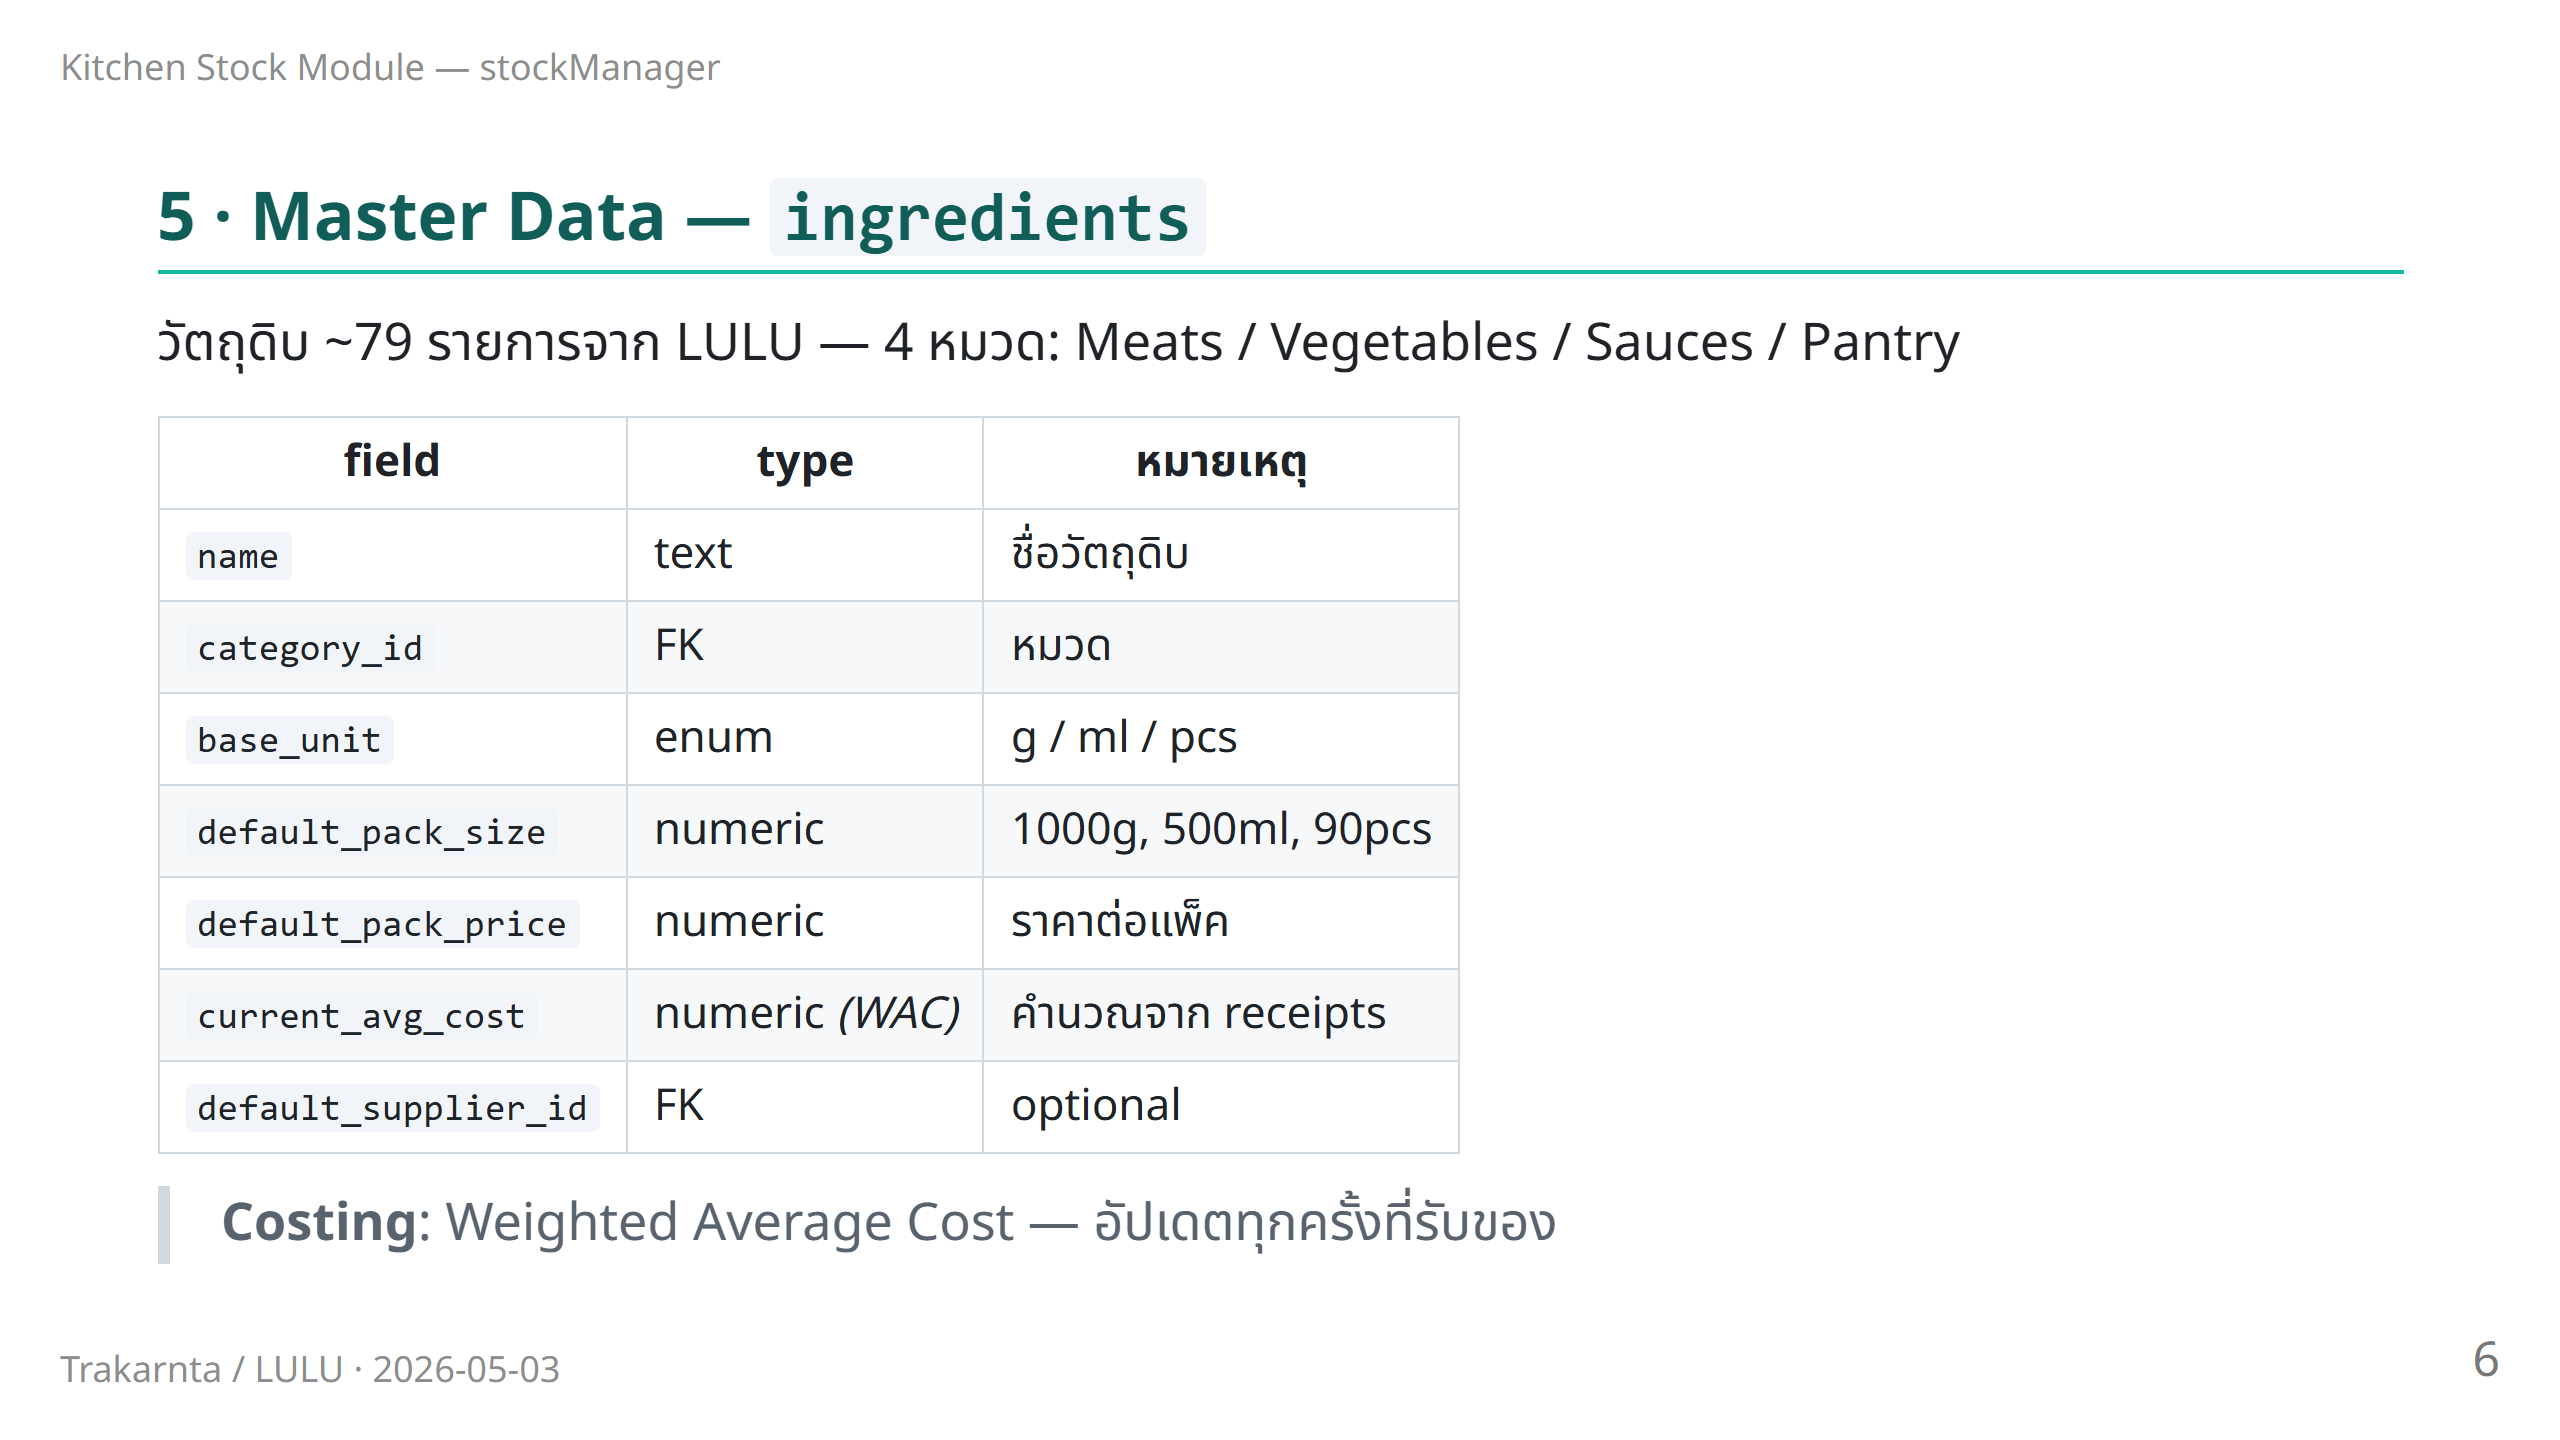 Kitchen Stock Module — stockManager
5 · Master Data — ingredients
วัตถุดิบ ~79 รายการจาก LULU — 4 หมวด: Meats / Vegetables / Sauces / Pantry
field type หมายเหตุ
name text ชื่อวัตถุดิบ
category_id FK หมวด
base_unit enum g / ml / pcs
default_pack_size numeric 1000g, 500ml, 90pcs
default_pack_price numeric ราคาต่อแพ็ค
current_avg_cost numeric (WAC) คำนวณจาก receipts
default_supplier_id FK optional
Costing: Weighted Average Cost — อัปเดตทุกครั้งที่รับของ
Trakarnta / LULU · 2026-05-03
6